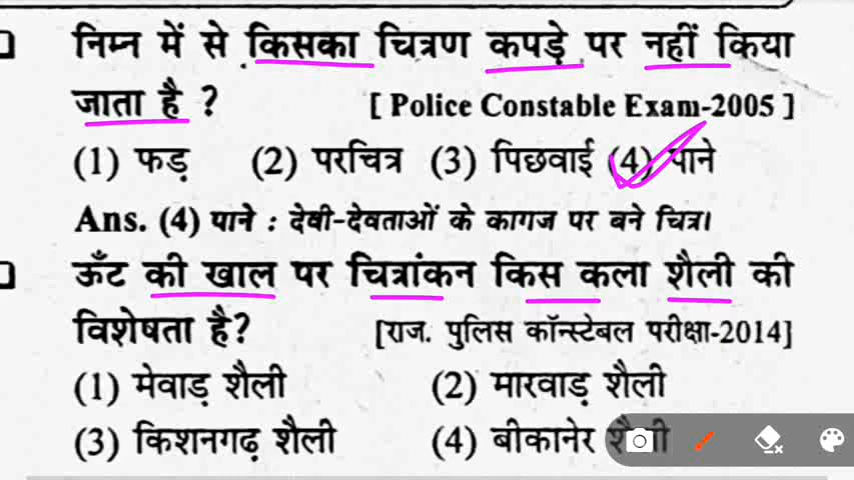 निम्न में से किसका चित्रण कपड़े पर नहीं किया
जाता है ? [ Police Constable Exam-2005 ]
(1) फड़ (2) परचित्र (3) पिछवाई (4) पाने
Ans. (4) पाने : देवी-देवताओं के कागज पर बने चित्र।
ऊँट की खाल पर चित्रांकन किस कला शैली की
विशेषता है? [राज. पुलिस कॉन्स्टेबल परीक्षा-2014]
(1) मेवाड़ शैली (2) मारवाड़ शैली
(3) किशनगढ़ शैली (4) बीकानेर शैली